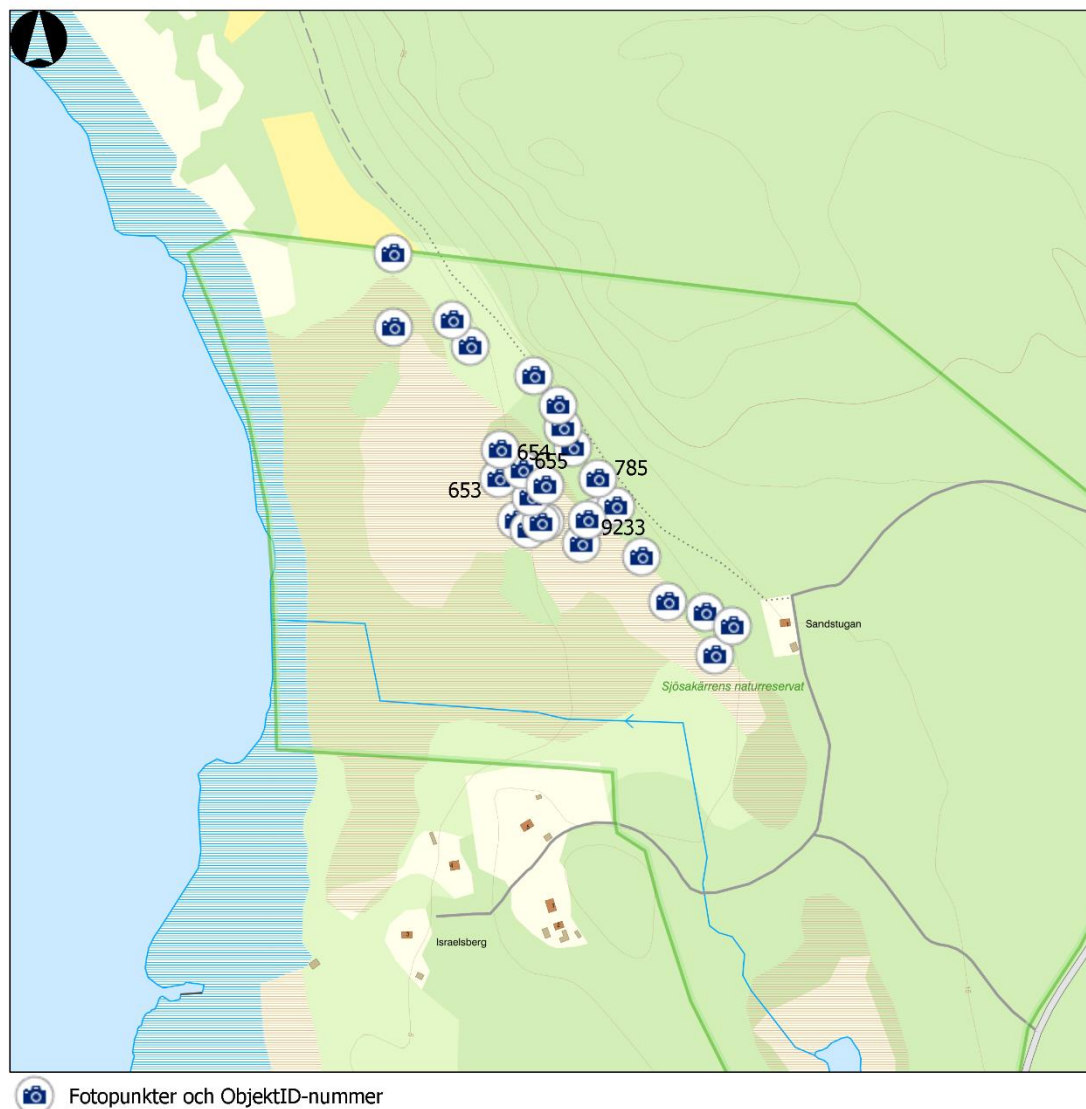 654
655
785
653
9233
Sandstugan
Sjösakärrens naturreservat
Israelsberg
Fotopunkter och ObjektID-nummer